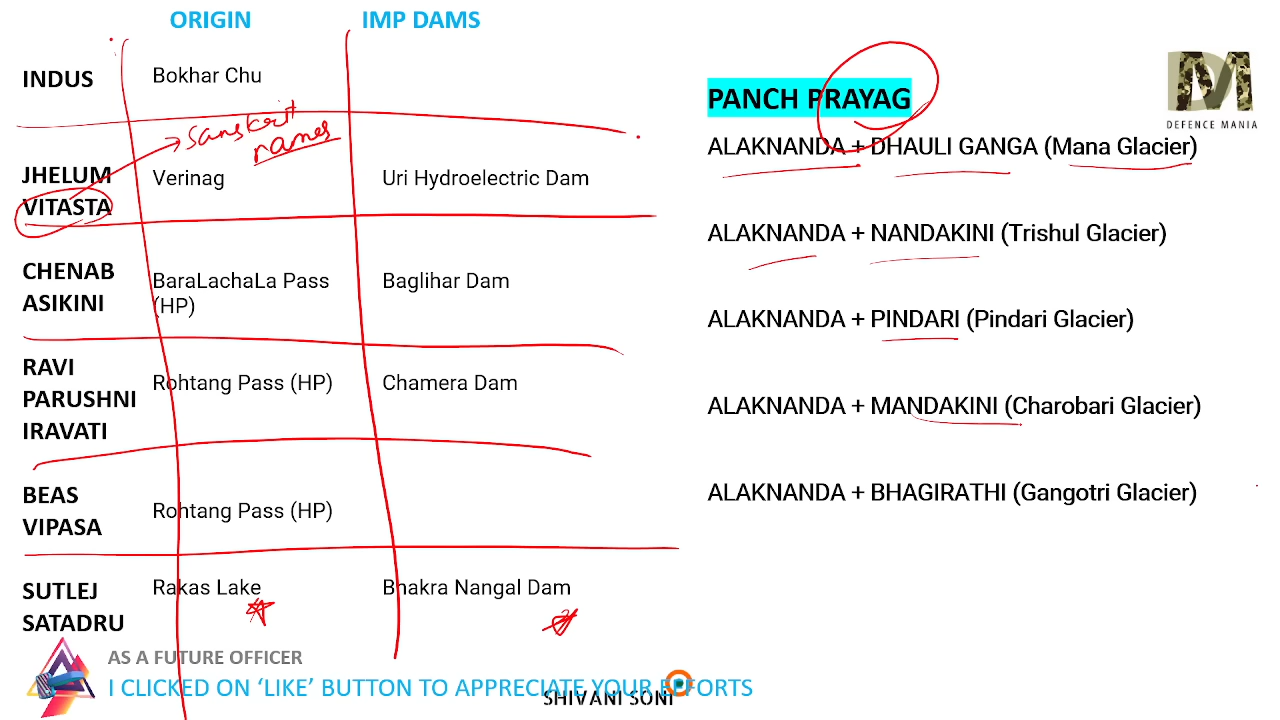 ORIGIN
IMP DAMS
INDUS
Bokhar Chu
Sanskrit
names
JHELUM
VITASTA
Verinag
Uri Hydroelectric Dam
CHENAB
ASIKINI
BaraLachaLa Pass
(HP)
Baglihar Dam
RAVI
PARUSHNI
IRAVATI
Rohtang Pass (HP)
Chamera Dam
BEAS
VIPASA
Rohtang Pass (HP)
SUTLEJ
SATADRU
Rakas Lake
Bhakra Nangal Dam
PANCH PRAYAG
ALAKNANDA + DHAULI GANGA (Mana Glacier)
ALAKNANDA + NANDAKINI (Trishul Glacier)
ALAKNANDA + PINDARI (Pindari Glacier)
ALAKNANDA + MANDAKINI (Charobari Glacier)
ALAKNANDA + BHAGIRATHI (Gangotri Glacier)
DEFENCE MANIA
AS A FUTURE OFFICER
I CLICKED ON ‘LIKE’ BUTTON TO APPRECIATE YOUR EFFORTS
SHIVANI SONI